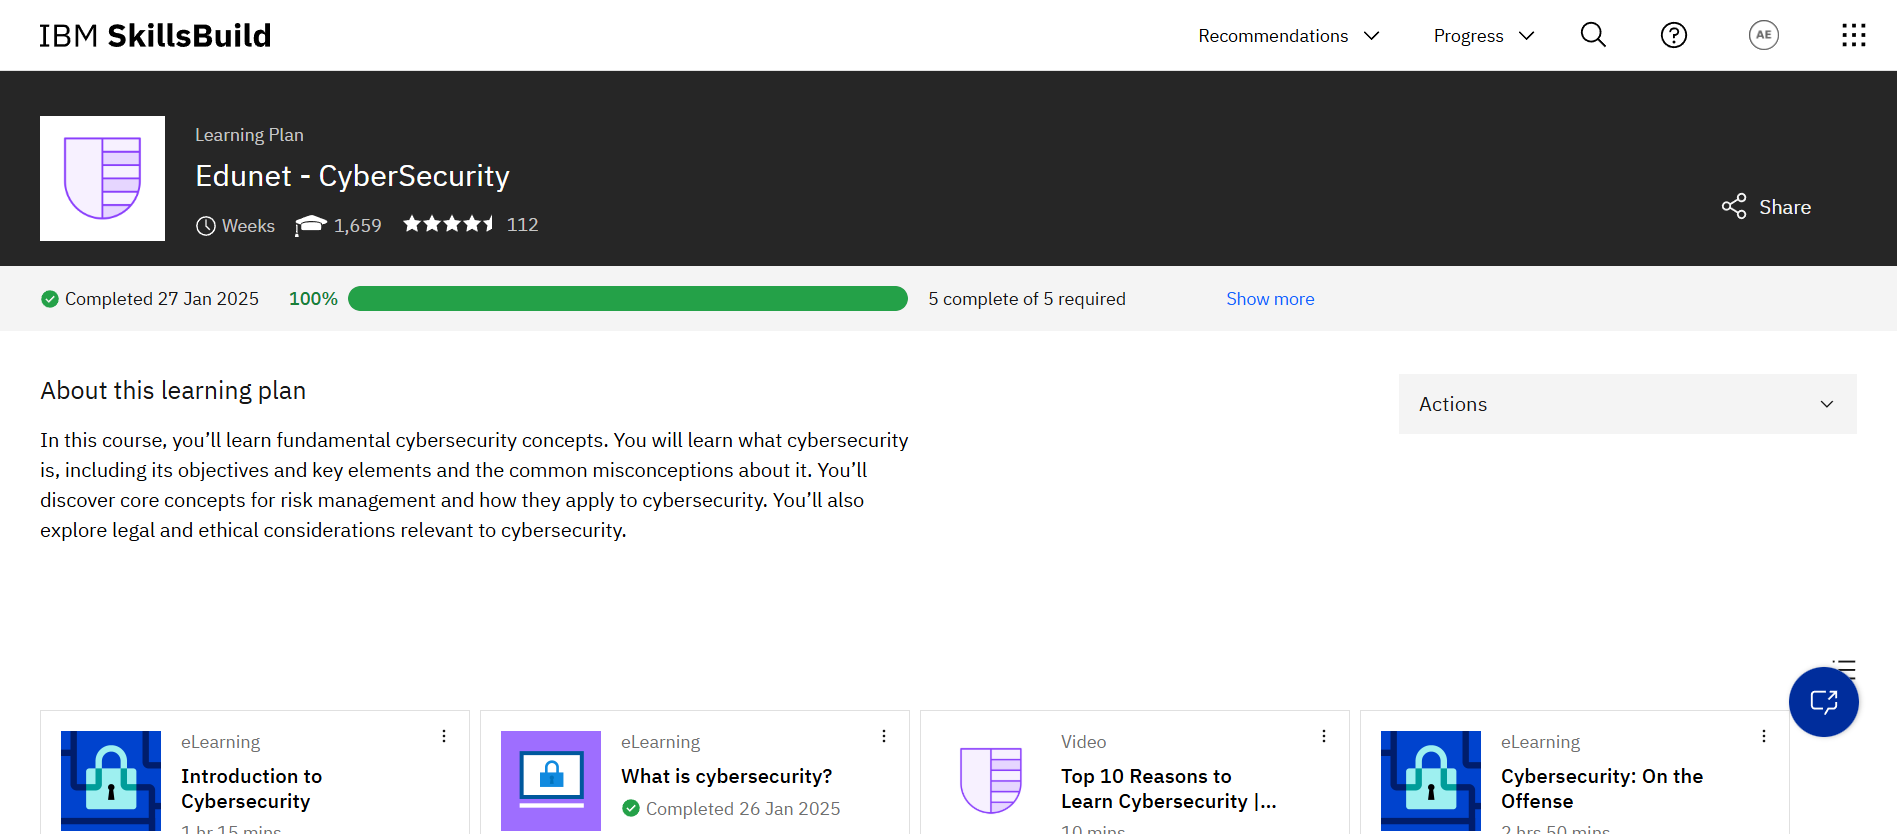 IBM SkillsBuild
Recommendations
Progress
AE
Learning Plan
Edunet - CyberSecurity
Weeks 1,659 112
Share
Completed 27 Jan 2025 100% 5 complete of 5 required Show more
About this learning plan
Actions
In this course, you’ll learn fundamental cybersecurity concepts. You will learn what cybersecurity
is, including its objectives and key elements and the common misconceptions about it. You’ll
discover core concepts for risk management and how they apply to cybersecurity. You’ll also
explore legal and ethical considerations relevant to cybersecurity.
eLearning
Introduction to
Cybersecurity
1 hr 15 mins
eLearning
What is cybersecurity?
Completed 26 Jan 2025
Video
Top 10 Reasons to
Learn Cybersecurity |...
10 mins
eLearning
Cybersecurity: On the
Offense
2 hrs 50 mins